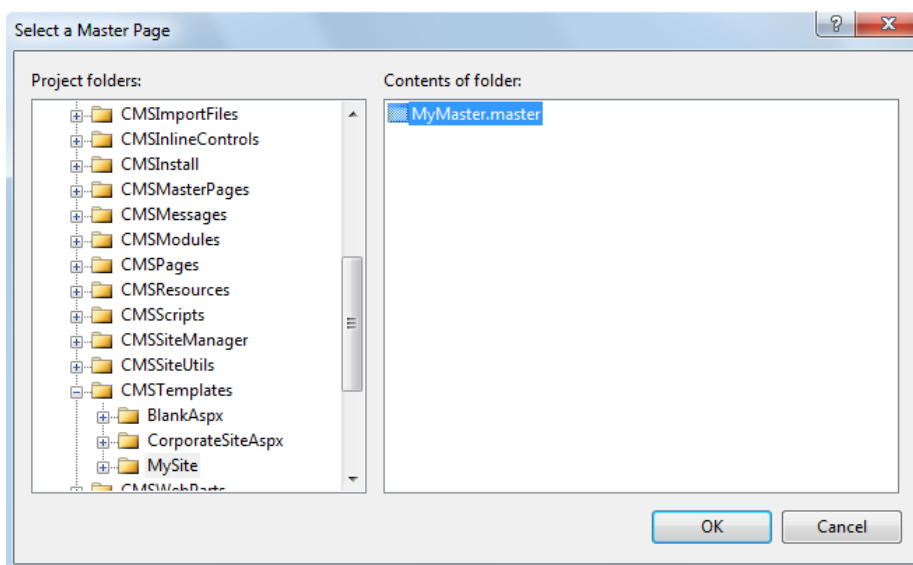 Select a Master Page
Project folders:
CMSImportFiles
CMSInlineControls
CMSInstall
CMSMasterPages
CMSMessages
CMSModules
CMSPages
CMSResources
CMSScripts
CMSSiteManager
CMSSiteUtils
CMSTemplates
BlankAspx
CorporateSiteAspx
MySite
CMSWebParts
Contents of folder:
MyMaster.master
OK
Cancel